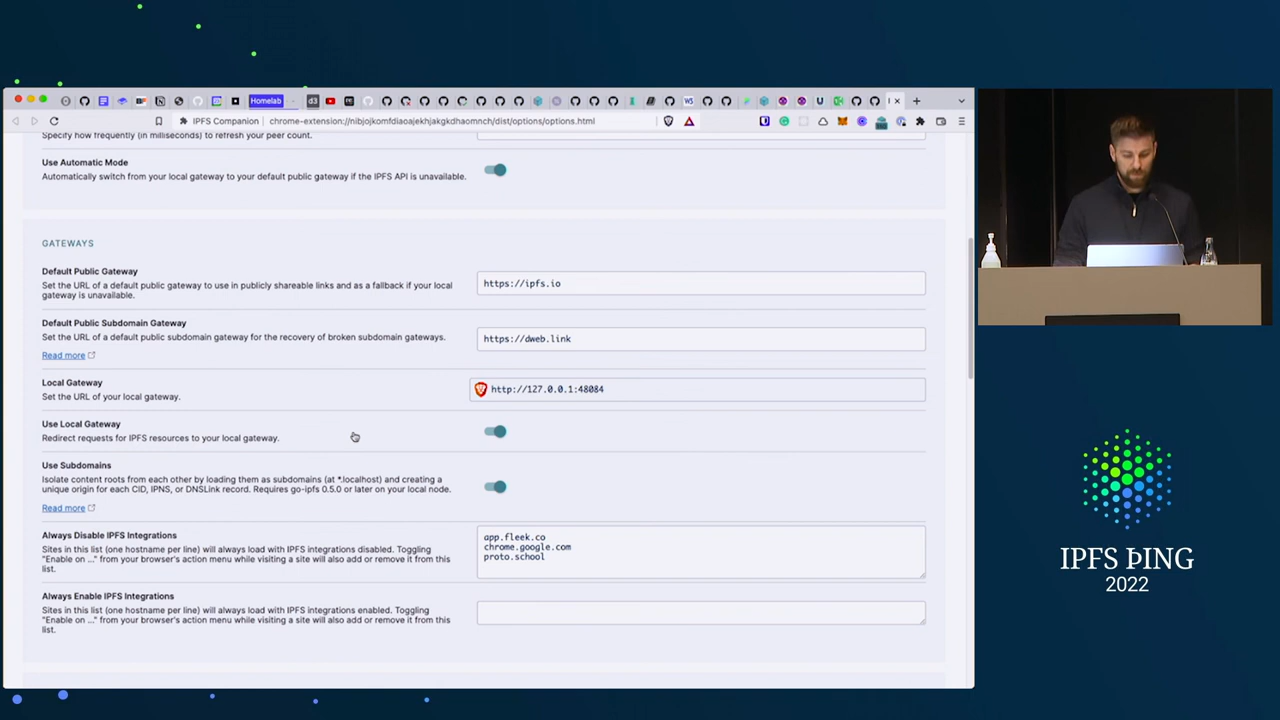 Homelab
d3
IPFS Companion
chrome-extension://nibjojkomfdiaoajekhjakgkdhaomnch/dist/options/options.html
Specify how frequently (in milliseconds) to refresh your peer count.
Use Automatic Mode
Automatically switch from your local gateway to your default public gateway if the IPFS API is unavailable.
GATEWAYS
Default Public Gateway
Set the URL of a default public gateway to use in publicly shareable links and as a fallback if your local
gateway is unavailable.
https://ipfs.io
Default Public Subdomain Gateway
Set the URL of a default public subdomain gateway for the recovery of broken subdomain gateways.
Read more
https://dweb.link
Local Gateway
Set the URL of your local gateway.
http://127.0.0.1:48084
Use Local Gateway
Redirect requests for IPFS resources to your local gateway.
Use Subdomains
Isolate content roots from each other by loading them as subdomains (at *.localhost) and creating a
unique origin for each CID, IPNS, or DNSLink record. Requires go-ipfs 0.5.0 or later on your local node.
Read more
Always Disable IPFS Integrations
Sites in this list (one hostname per line) will always load with IPFS integrations disabled. Toggling
"Enable on ..." from your browser's action menu while visiting a site will also add or remove it from this
list.
app.fleek.co
chrome.google.com
proto.school
Always Enable IPFS Integrations
Sites in this list (one hostname per line) will always load with IPFS integrations enabled. Toggling
"Enable on ..." from your browser's action menu while visiting a site will also add or remove it from this
list.
IPFS ÞING
2022